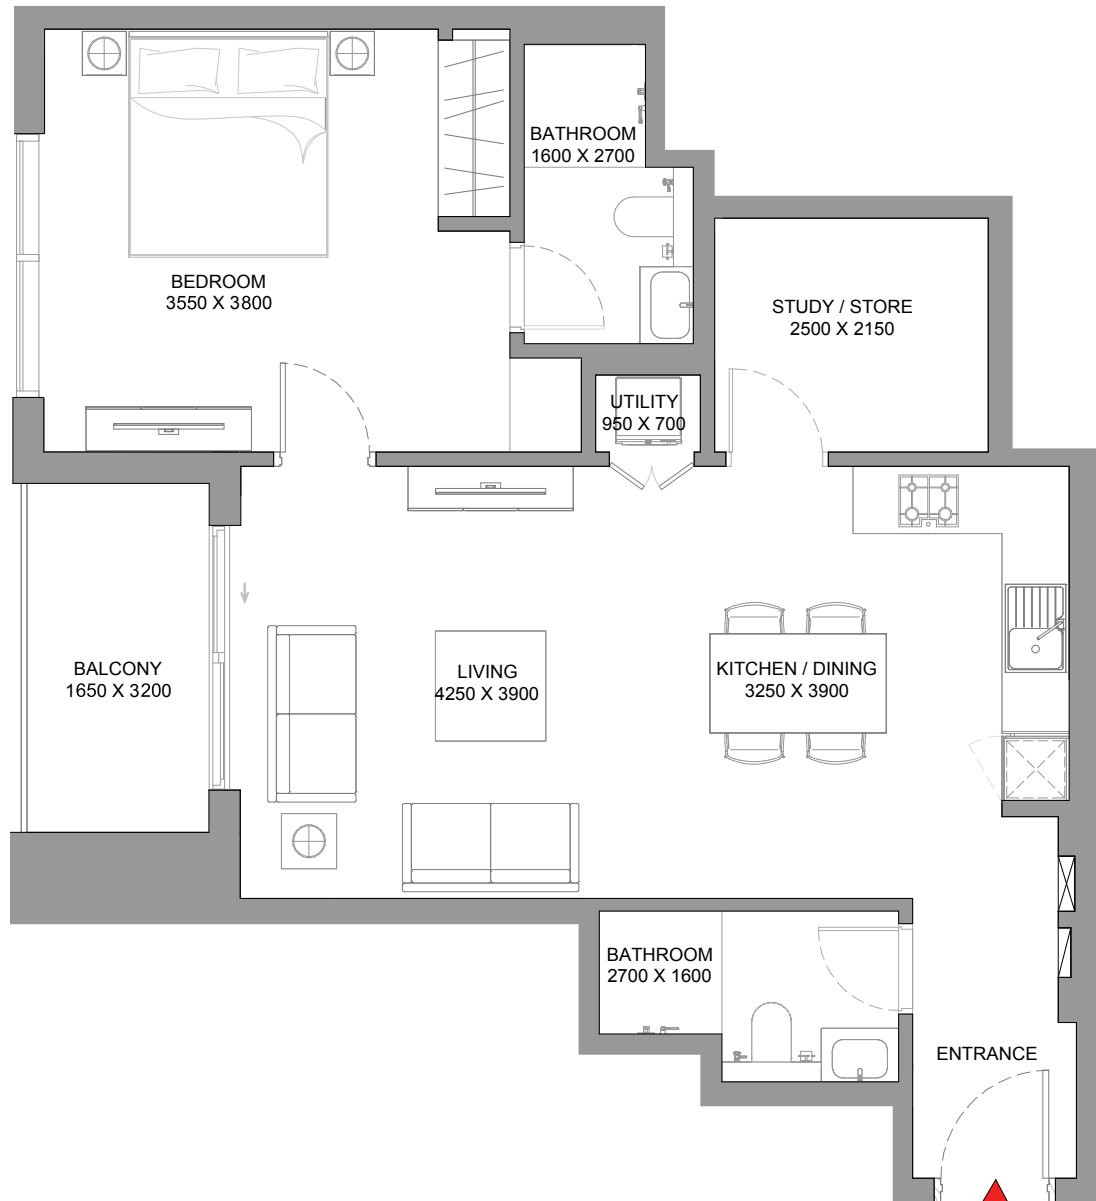 BATHROOM
1600 X 2700
BEDROOM
3550 X 3800
STUDY / STORE
2500 X 2150
UTILITY
950 X 700
BALCONY
1650 X 3200
LIVING
4250 X 3900
KITCHEN / DINING
3250 X 3900
BATHROOM
2700 X 1600
ENTRANCE